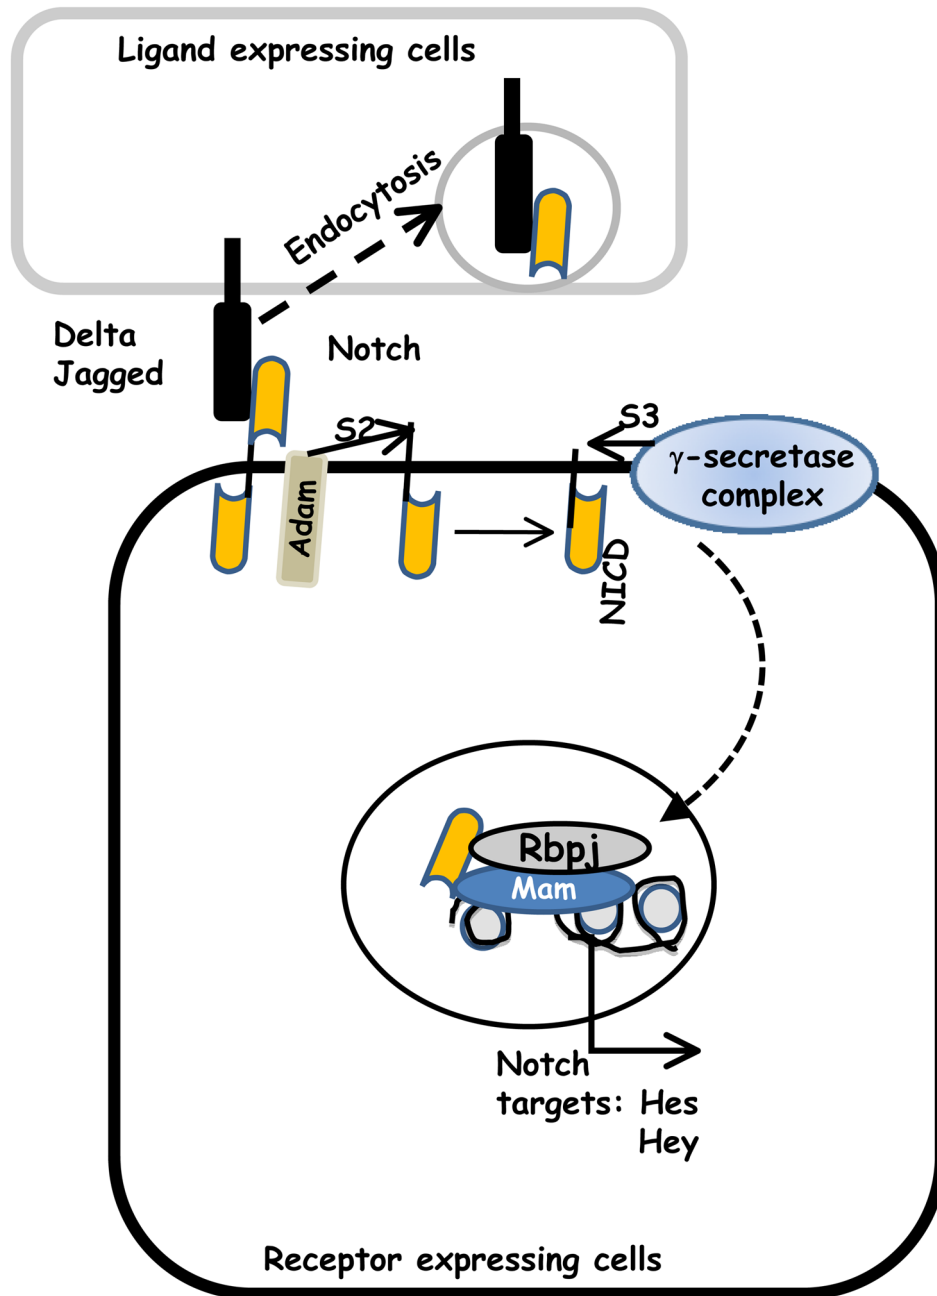 Ligand expressing cells
Endocytosis
Delta
Jagged
Notch
S2
S3
γ-secretase
complex
Adam
NICD
Rbpj
Mam
Notch
targets: Hes
Hey
Receptor expressing cells